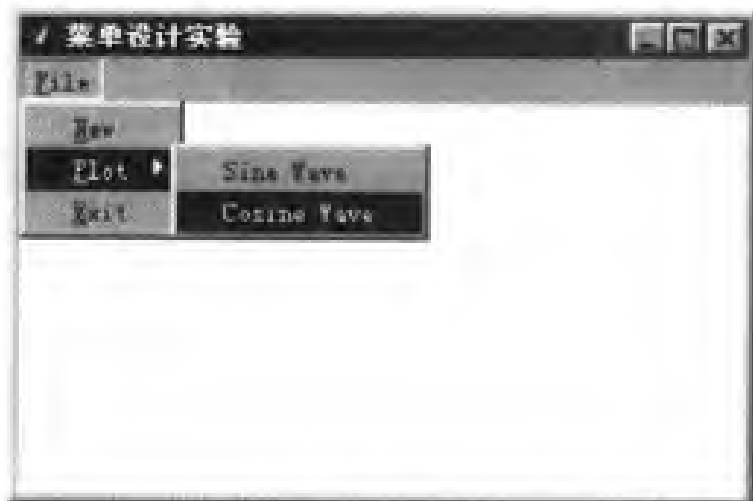 菜单设计实验
File
New
Plot
Sine Wave
Exit
Cosine Wave